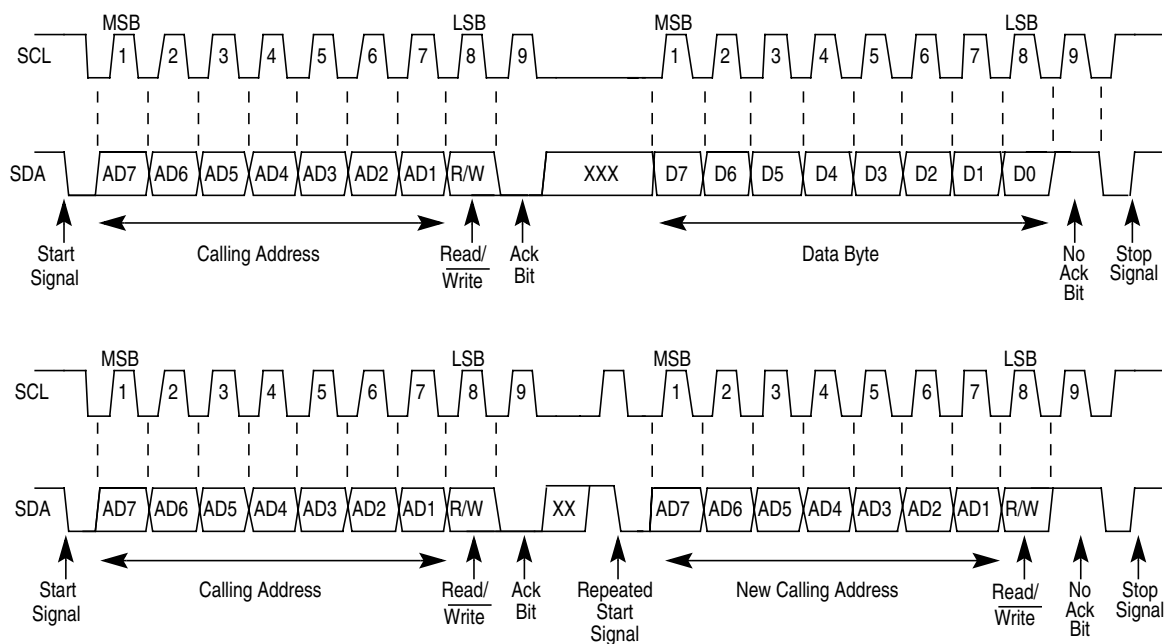 MSB LSB MSB LSB
SCL 1 2 3 4 5 6 7 8 9 1 2 3 4 5 6 7 8 9
SDA AD7 AD6 AD5 AD4 AD3 AD2 AD1 R/W XXX D7 D6 D5 D4 D3 D2 D1 D0
Start Signal
Calling Address
Read/ Write
Ack Bit
Data Byte
No Ack Bit
Stop Signal
MSB LSB MSB LSB
SCL 1 2 3 4 5 6 7 8 9 1 2 3 4 5 6 7 8 9
SDA AD7 AD6 AD5 AD4 AD3 AD2 AD1 R/W XX AD7 AD6 AD5 AD4 AD3 AD2 AD1 R/W
Start Signal
Calling Address
Read/ Write
Ack Bit
Repeated Start Signal
New Calling Address
Read/ Write
No Ack Bit
Stop Signal